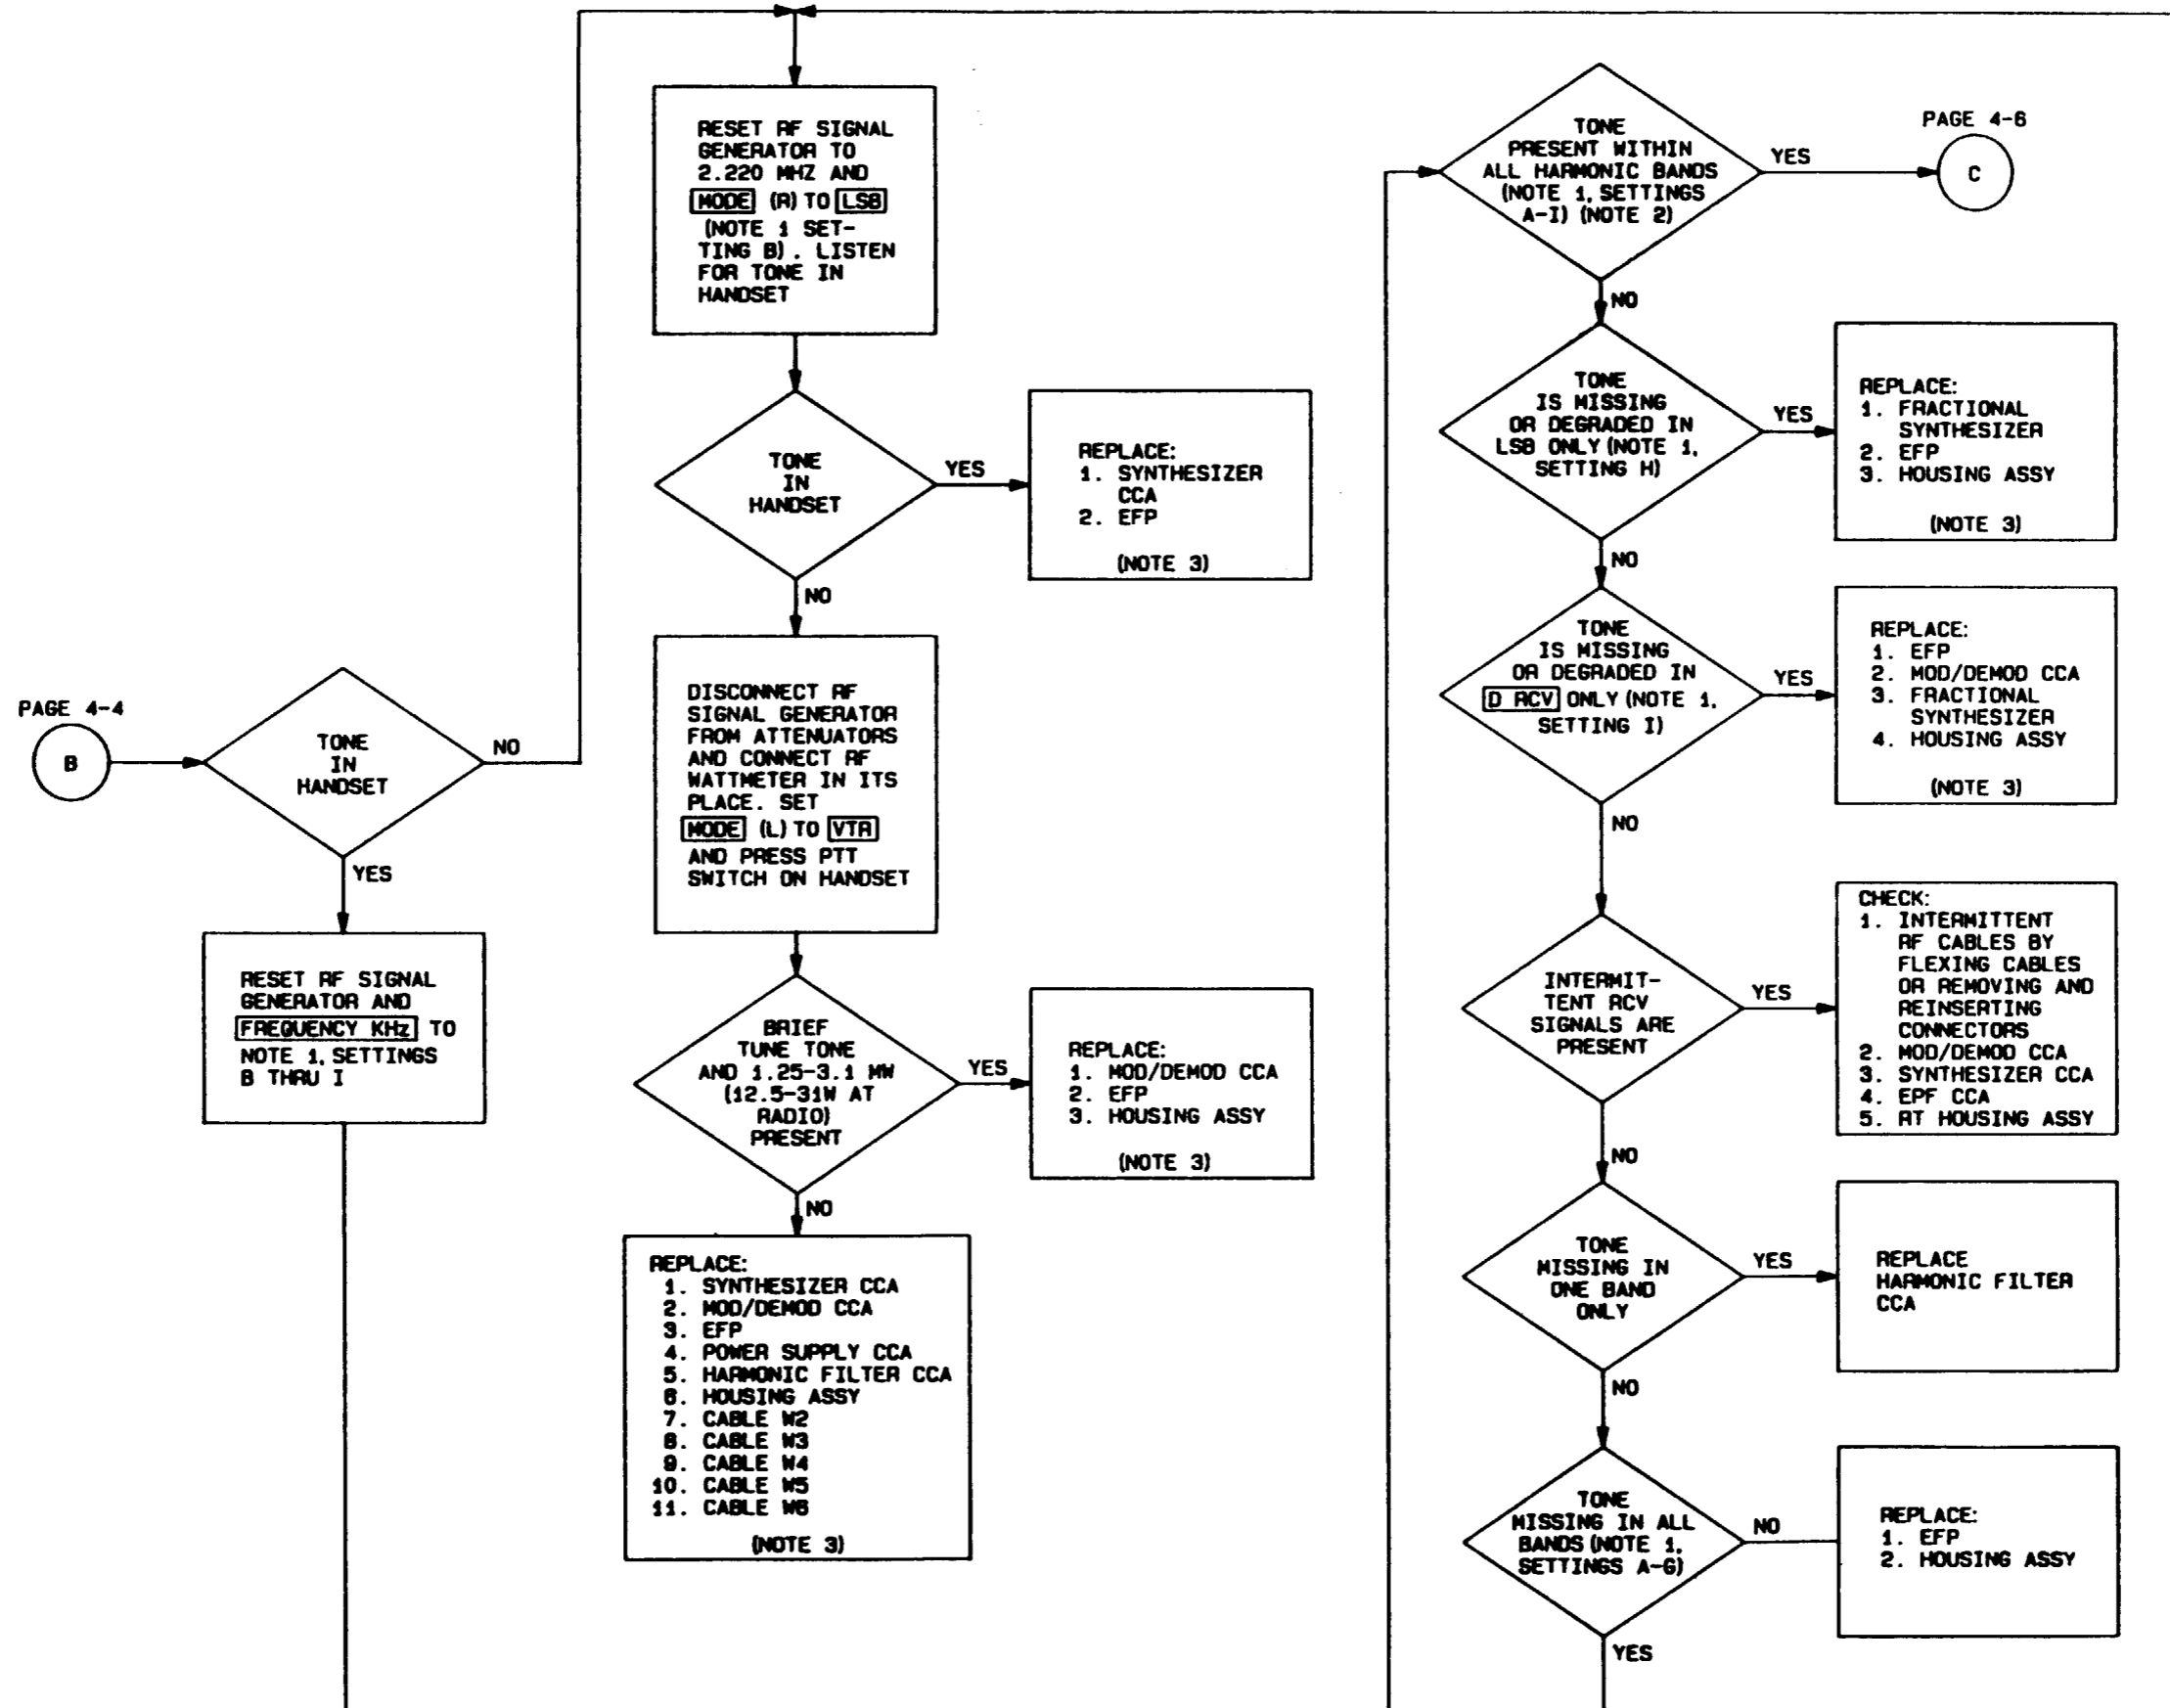 PAGE 4-4
B
TONE
IN
HANDSET
NO
YES
RESET RF SIGNAL
GENERATOR AND
FREQUENCY KHz TO
NOTE 1, SETTINGS
B THRU I
RESET RF SIGNAL
GENERATOR TO
2.220 MHZ AND
MODE (R) TO LSB
(NOTE 1 SET-
TING B). LISTEN
FOR TONE IN
HANDSET
TONE
IN
HANDSET
YES
REPLACE:
1. SYNTHESIZER
CCA
2. EFP
(NOTE 3)
NO
DISCONNECT RF
SIGNAL GENERATOR
FROM ATTENUATORS
AND CONNECT RF
WATTMETER IN ITS
PLACE. SET
MODE (L) TO VTR
AND PRESS PTT
SWITCH ON HANDSET
BRIEF
TUNE TONE
AND 1.25-3.1 MW
(12.5-31W AT
RADIO)
PRESENT
YES
REPLACE:
1. MOD/DEMOD CCA
2. EFP
3. HOUSING ASSY
(NOTE 3)
NO
REPLACE:
1. SYNTHESIZER CCA
2. MOD/DEMOD CCA
3. EFP
4. POWER SUPPLY CCA
5. HARMONIC FILTER CCA
6. HOUSING ASSY
7. CABLE W2
8. CABLE W3
9. CABLE W4
10. CABLE W5
11. CABLE W6
(NOTE 3)
TONE
PRESENT WITHIN
ALL HARMONIC BANDS
(NOTE 1, SETTINGS
A-I) (NOTE 2)
YES
PAGE 4-6
C
NO
TONE
IS MISSING
OR DEGRADED IN
LSB ONLY (NOTE 1,
SETTING H)
YES
REPLACE:
1. FRACTIONAL
SYNTHESIZER
2. EFP
3. HOUSING ASSY
(NOTE 3)
NO
TONE
IS MISSING
OR DEGRADED IN
D RCV ONLY (NOTE 1,
SETTING I)
YES
REPLACE:
1. EFP
2. MOD/DEMOD CCA
3. FRACTIONAL
SYNTHESIZER
4. HOUSING ASSY
(NOTE 3)
NO
INTERMIT-
TENT RCV
SIGNALS ARE
PRESENT
YES
CHECK:
1. INTERMITTENT
RF CABLES BY
FLEXING CABLES
OR REMOVING AND
REINSERTING
CONNECTORS
2. MOD/DEMOD CCA
3. SYNTHESIZER CCA
4. EPF CCA
5. RT HOUSING ASSY
NO
TONE
MISSING IN
ONE BAND
ONLY
YES
REPLACE
HARMONIC FILTER
CCA
NO
TONE
MISSING IN ALL
BANDS (NOTE 1,
SETTINGS A-G)
NO
REPLACE:
1. EFP
2. HOUSING ASSY
YES